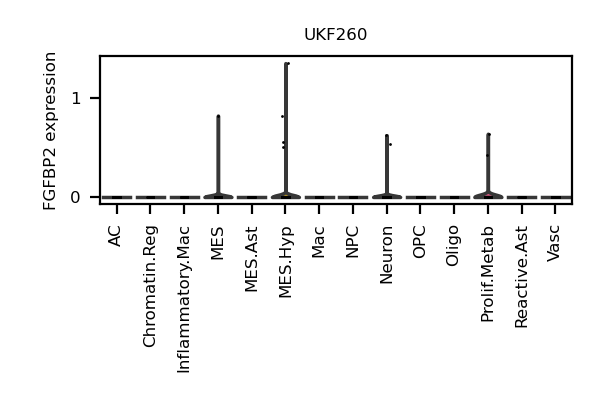 UKF260
FGFBP2 expression
1
0
AC
Chromatin.Reg
Inflammatory.Mac
MES
MES.Ast
MES.Hyp
Mac
NPC
Neuron
OPC
Oligo
Prolif.Metab
Reactive.Ast
Vasc